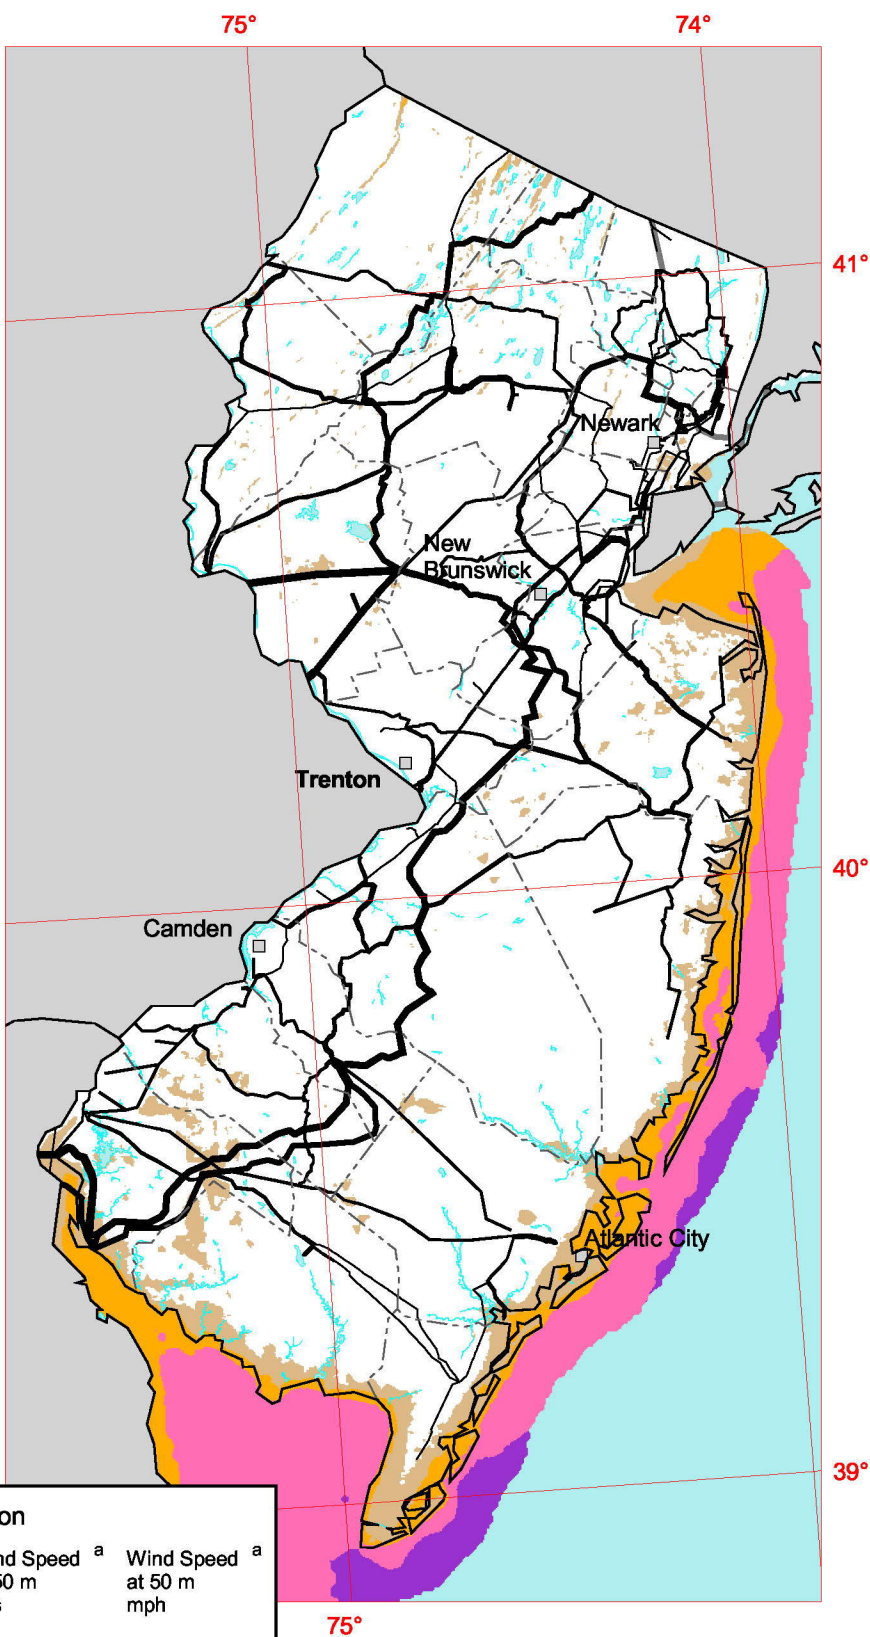 75°
74°
41°
Newark
New
Brunswick
Trenton
40°
Camden
Atlantic City
39°
on
nd Speed a
50 m
s
Wind Speed a
at 50 m
mph
75°